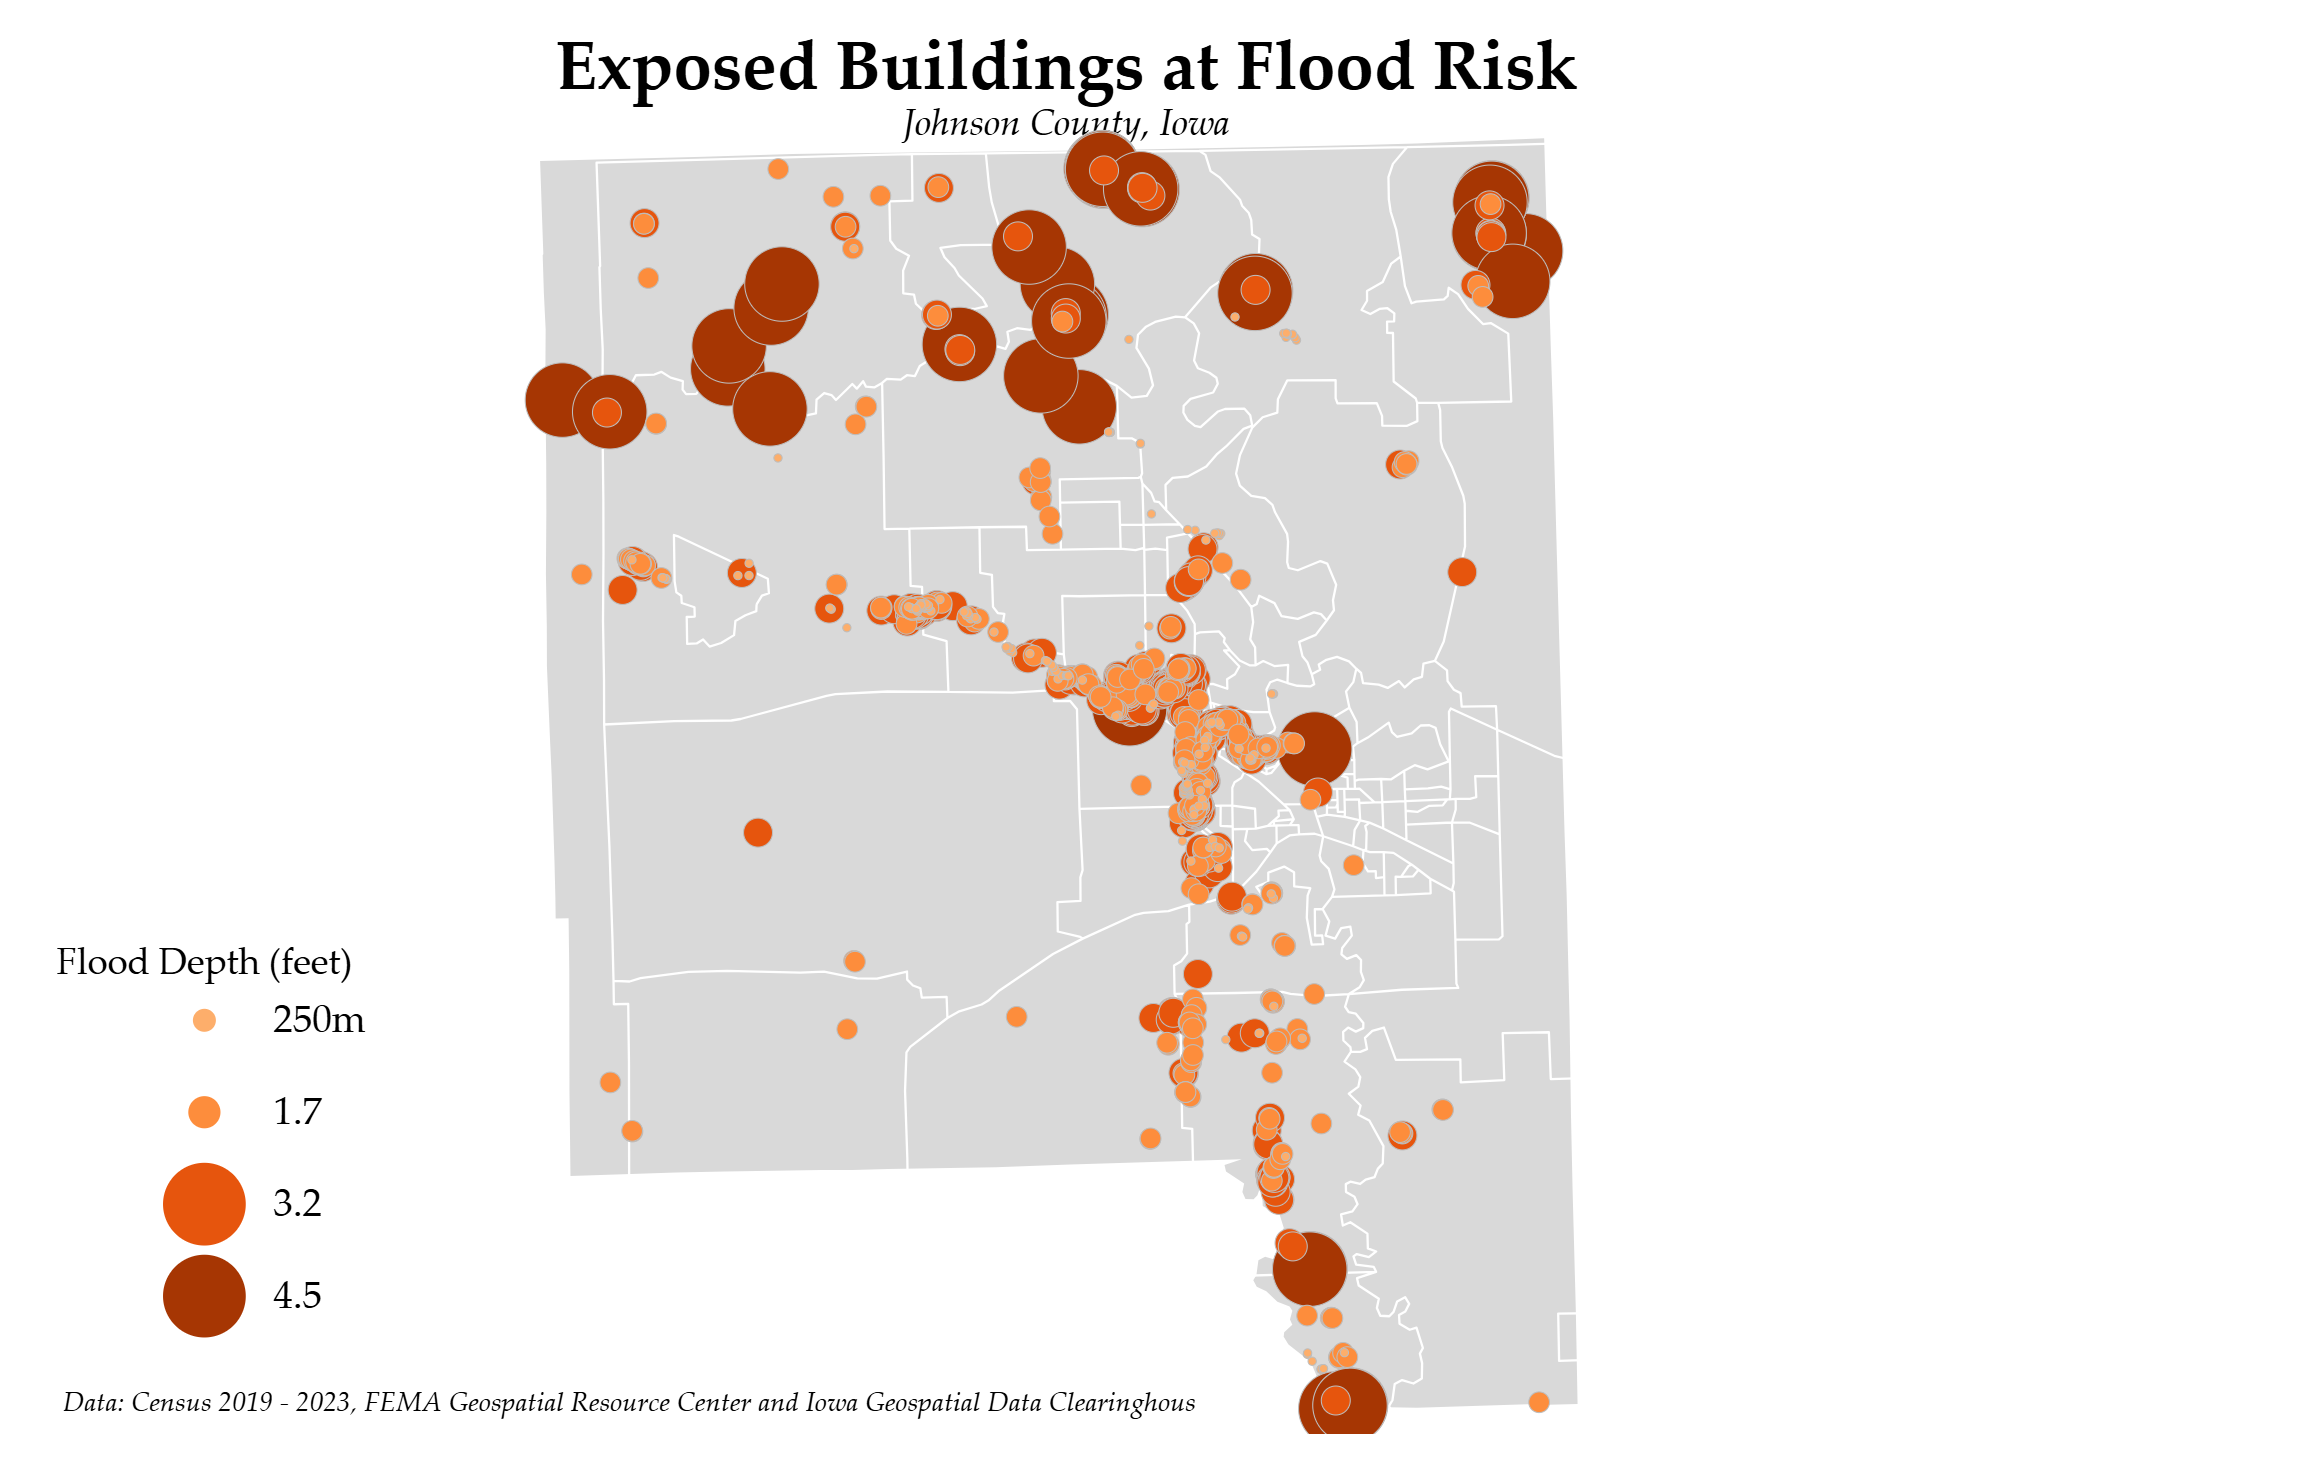 Exposed Buildings at Flood Risk
Johnson County, Iowa
Flood Depth (feet)
250m
1.7
3.2
4.5
Data: Census 2019 - 2023, FEMA Geospatial Resource Center and Iowa Geospatial Data Clearinghous